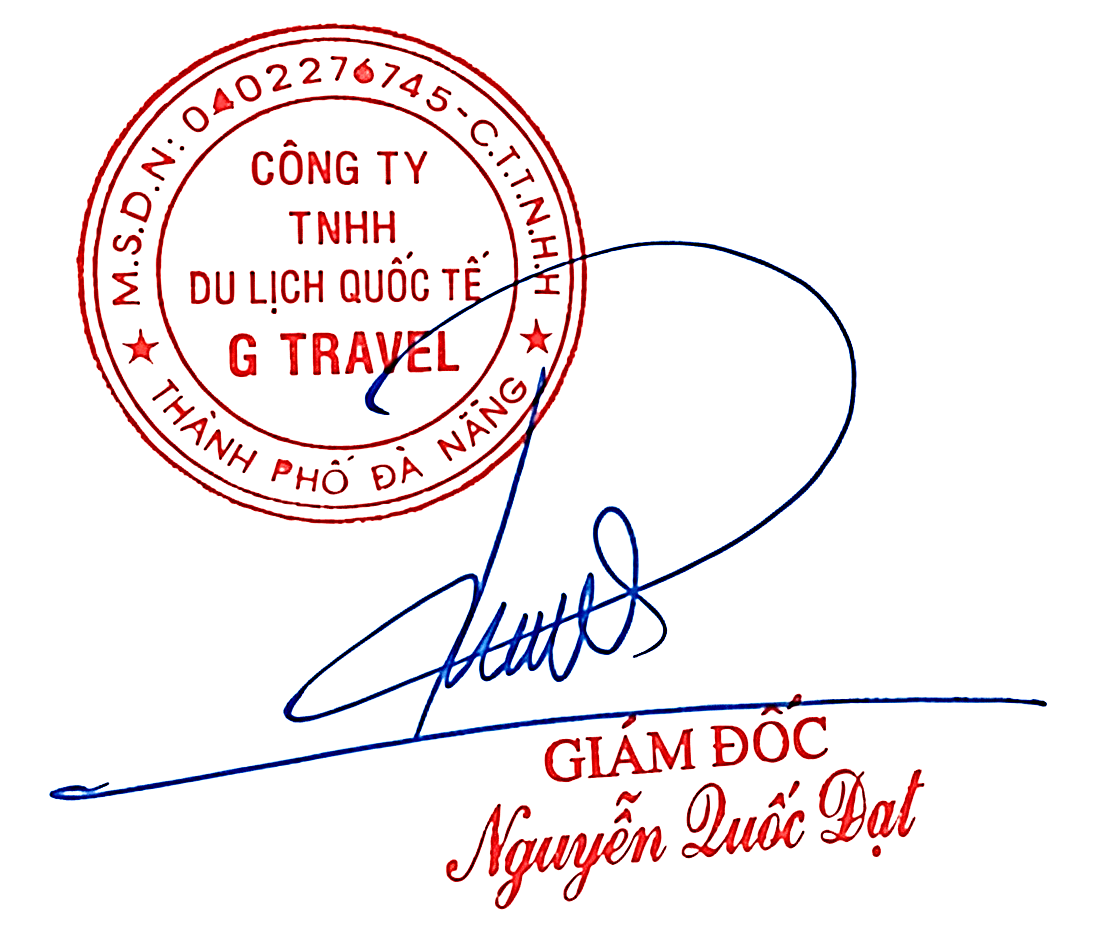 M.S.D.N: 0402276745-C.T.T.N.H.H
CÔNG TY
TNHH
DU LỊCH QUỐC TẾ
G TRAVEL
★ THÀNH PHỐ ĐÀ NẴNG ★
GIÁM ĐỐC
Nguyễn Quốc Đạt